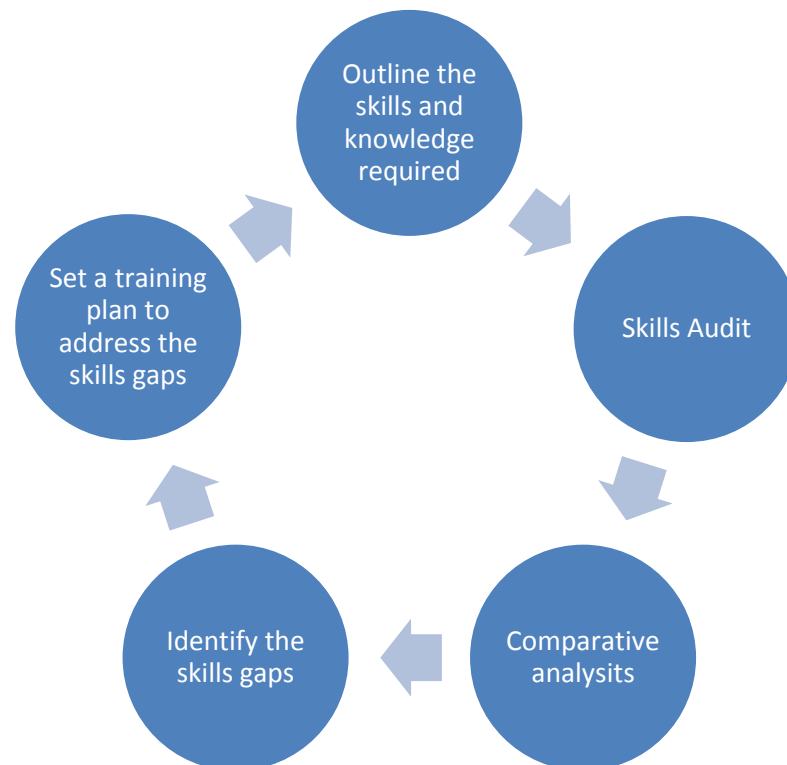 Outline the
skills and
knowledge
required
Skills Audit
Comparative
analysits
Identify the
skills gaps
Set a training
plan to
address the
skills gaps